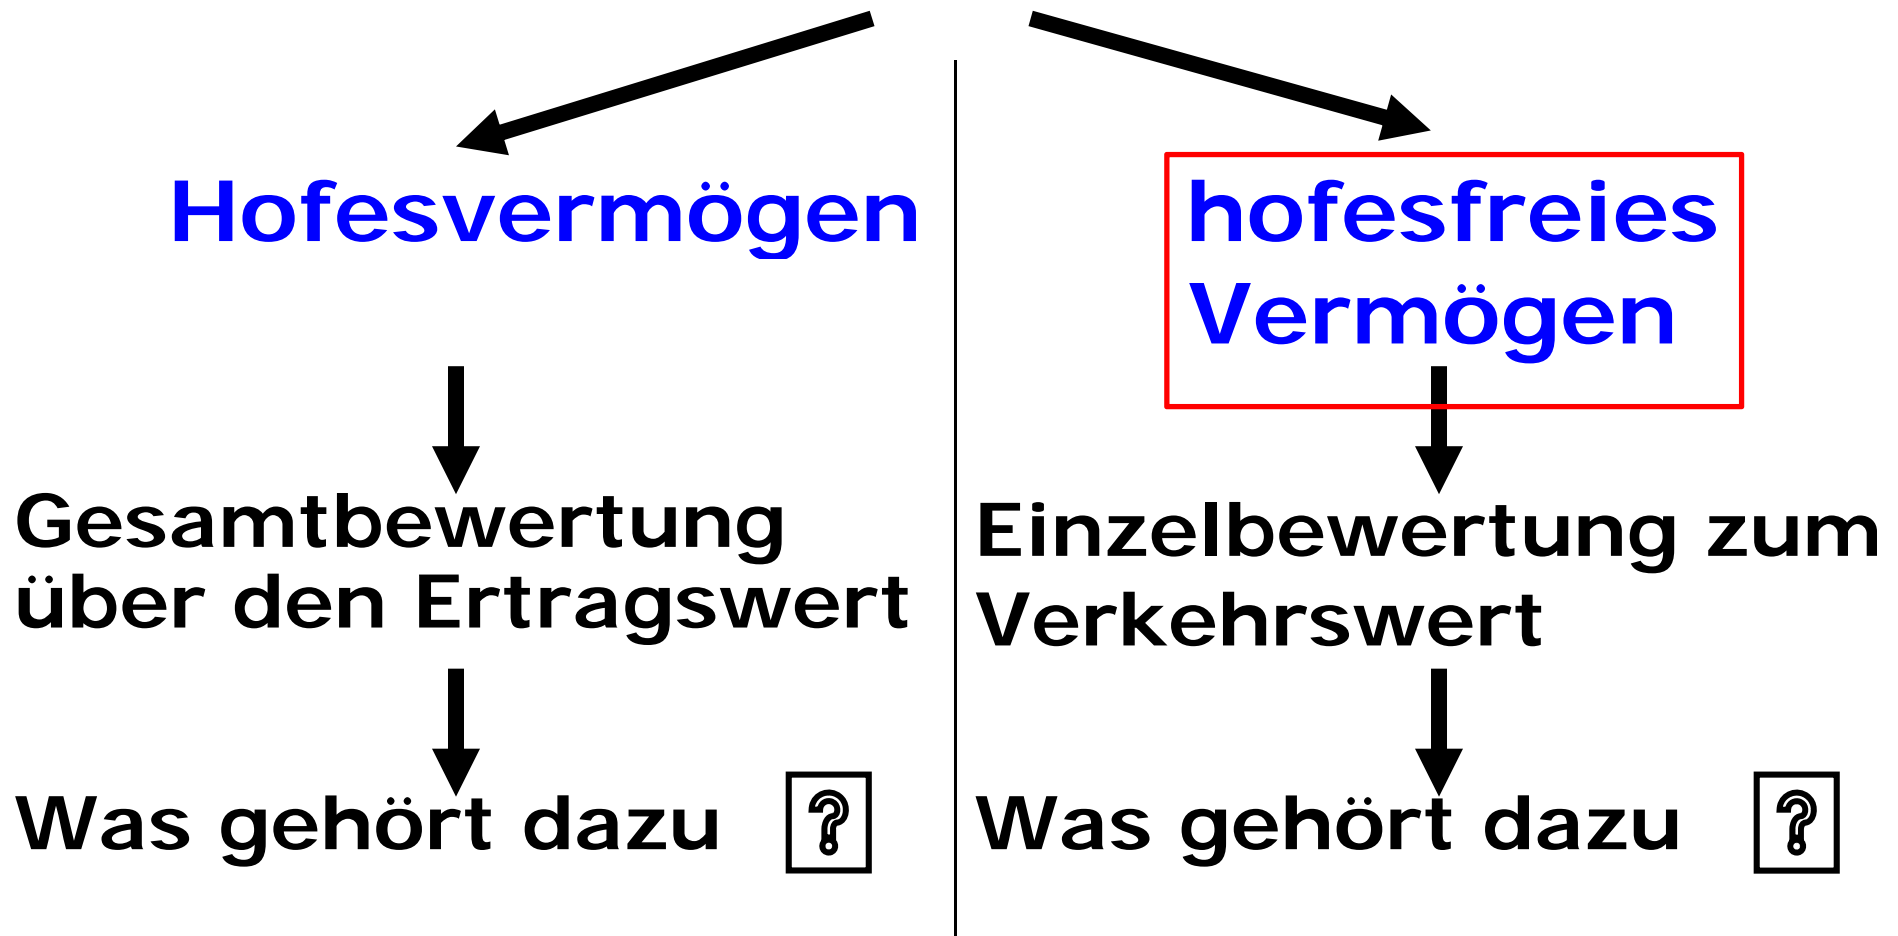 Hofesvermögen
hofesfreies
Vermögen
Gesamtbewertung
über den Ertragswert
Einzelbewertung zum
Verkehrswert
Was gehört dazu ?
Was gehört dazu ?